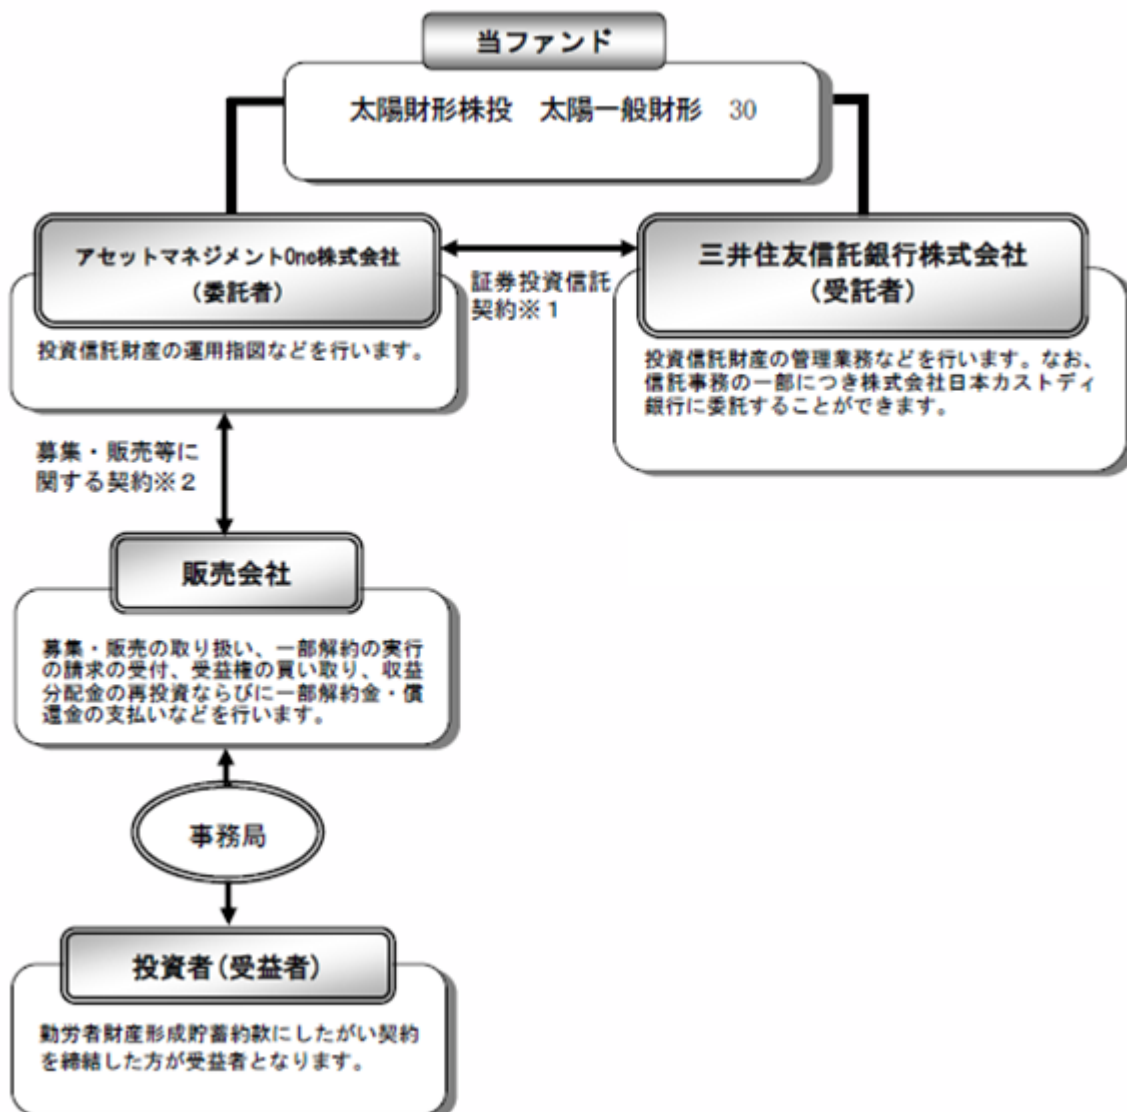 当ファンド
太陽財形株投　太陽一般財形　30
アセットマネジメントOne株式会社
（委託者）
投資信託財産の運用指図などを行います。
証券投資信託
契約※１
三井住友信託銀行株式会社
（受託者）
投資信託財産の管理業務などを行います。なお、
信託事務の一部につき株式会社日本カストディ
銀行に委託することができます。
募集・販売等に
関する契約※２
販売会社
募集・販売の取り扱い、一部解約の実行
の請求の受付、受益権の買い取り、収益
分配金の再投資ならびに一部解約金・償
還金の支払いなどを行います。
事務局
投資者（受益者）
勤労者財産形成貯蓄約款にしたがい契約
を締結した方が受益者となります。